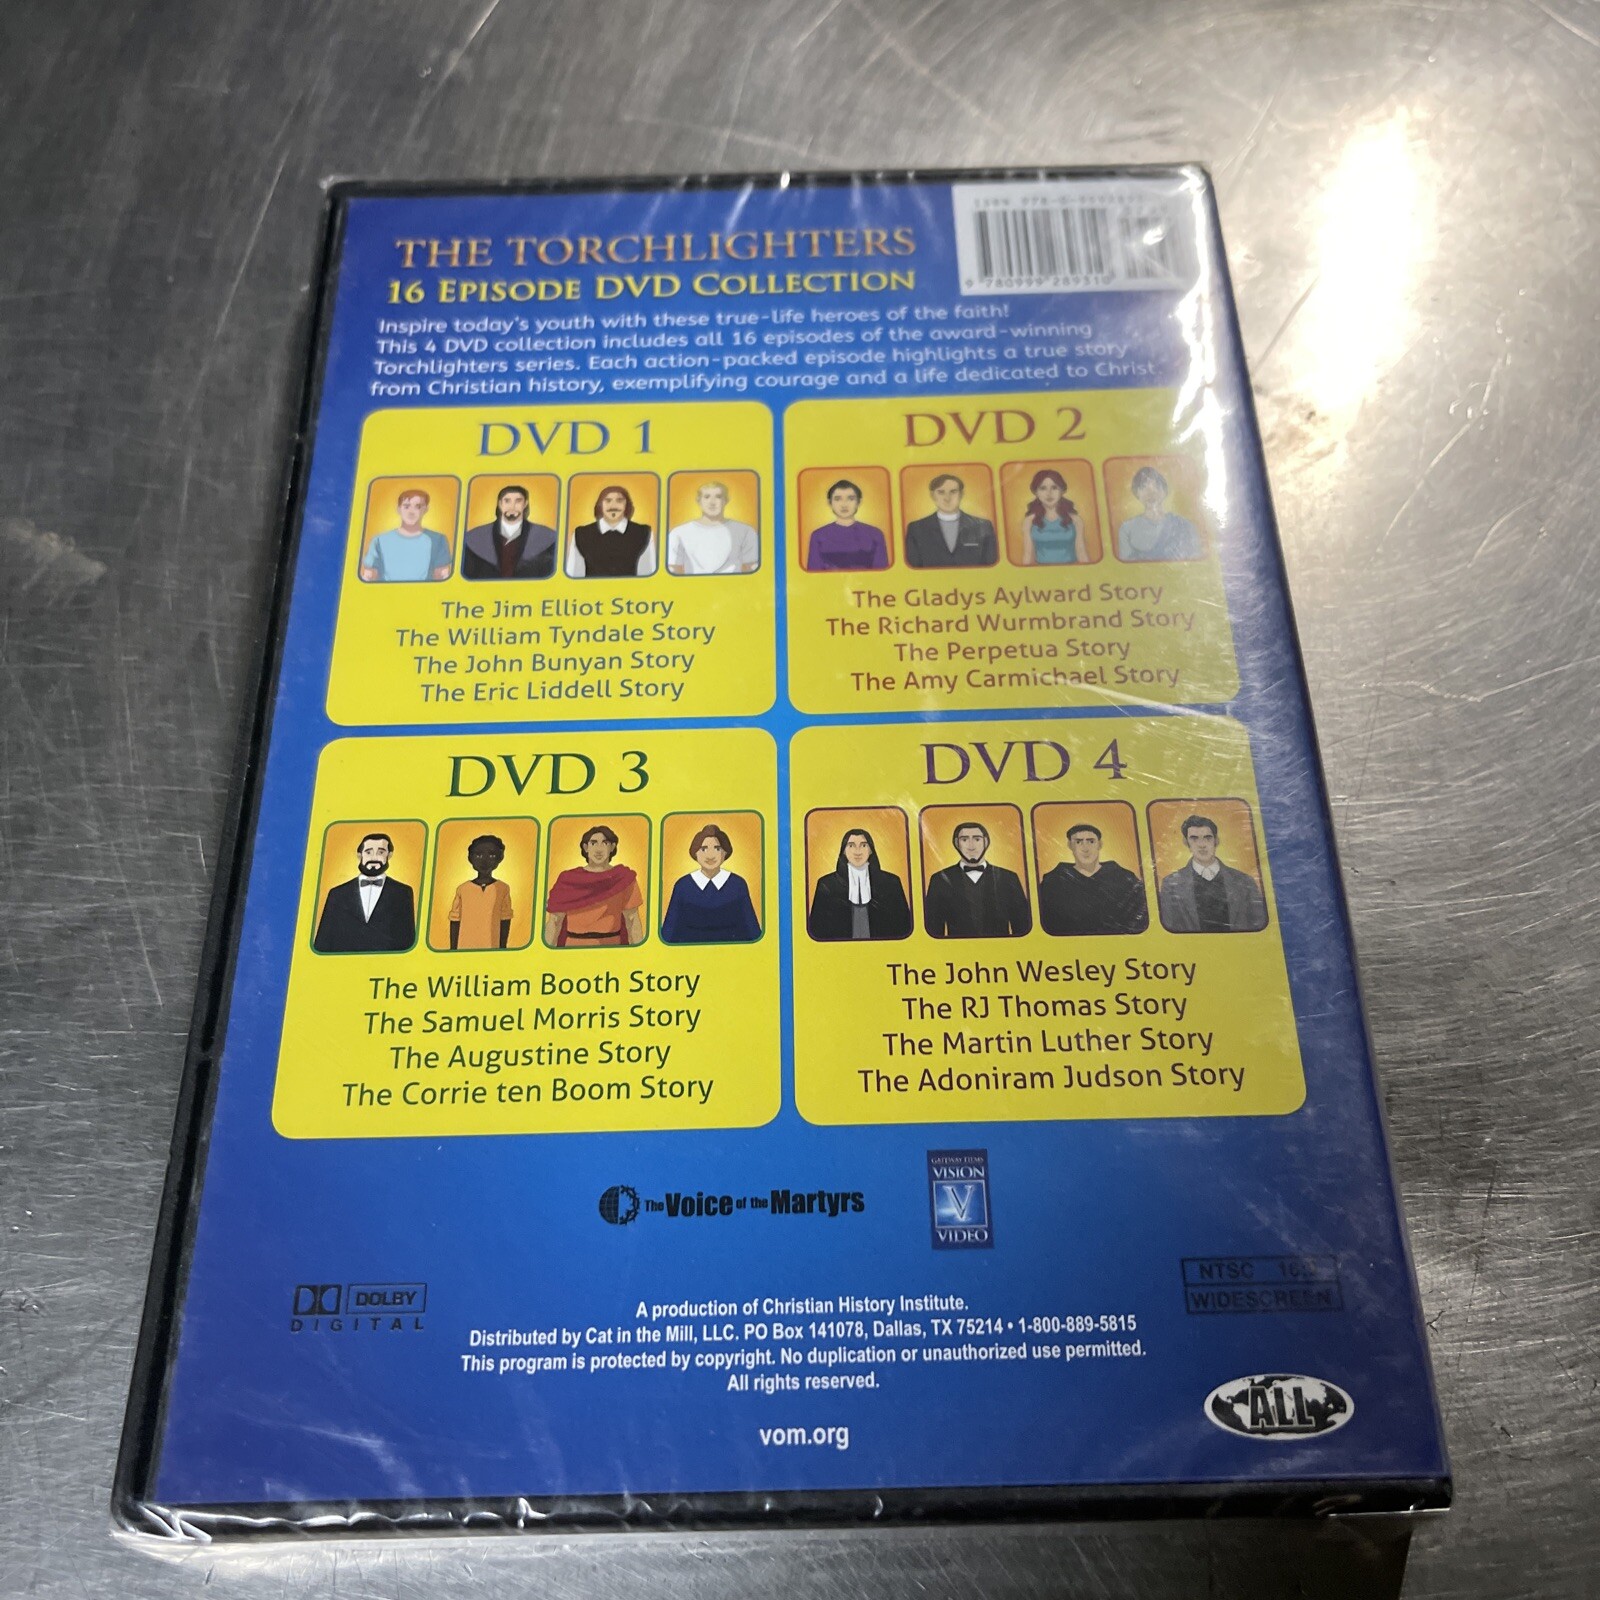 THE TORCHLIGHTERS
16 EPISODE DVD COLLECTION
Inspire today's youth with these true-life heroes of the faith!
This 4 DVD collection includes all 16 episodes of the award-winning
Torchlighters series. Each action-packed episode highlights a true story
from Christian history, exemplifying courage and a life dedicated to Christ.
9 780999 289310
DVD 1
The Jim Elliot Story
The William Tyndale Story
The John Bunyan Story
The Eric Liddell Story
DVD 2
The Gladys Aylward Story
The Richard Wurmbrand Story
The Perpetua Story
The Amy Carmichael Story
DVD 3
The William Booth Story
The Samuel Morris Story
The Augustine Story
The Corrie ten Boom Story
DVD 4
The John Wesley Story
The RJ Thomas Story
The Martin Luther Story
The Adoniram Judson Story
The Voice of the Martyrs
GATEWAY FILMS
VISION
V
VIDEO
DOLBY
DIGITAL
NTSC
WIDESCREEN
A production of Christian History Institute.
Distributed by Cat in the Mill, LLC. PO Box 141078, Dallas, TX 75214 • 1-800-889-5815
This program is protected by copyright. No duplication or unauthorized use permitted.
All rights reserved.
ALL
vom.org